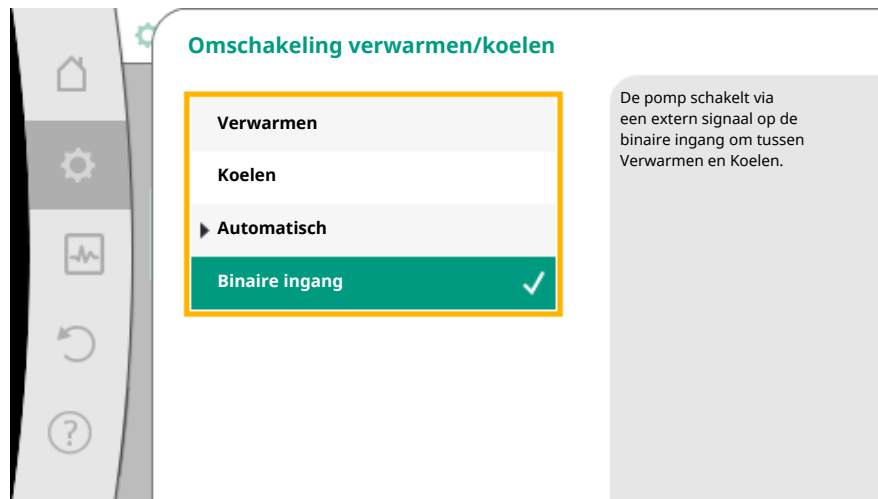 Omschakeling verwarmen/koelen
Verwarmen
Koelen
Automatisch
Binaire ingang
De pomp schakelt via
een extern signaal op de
binaire ingang om tussen
Verwarmen en Koelen.